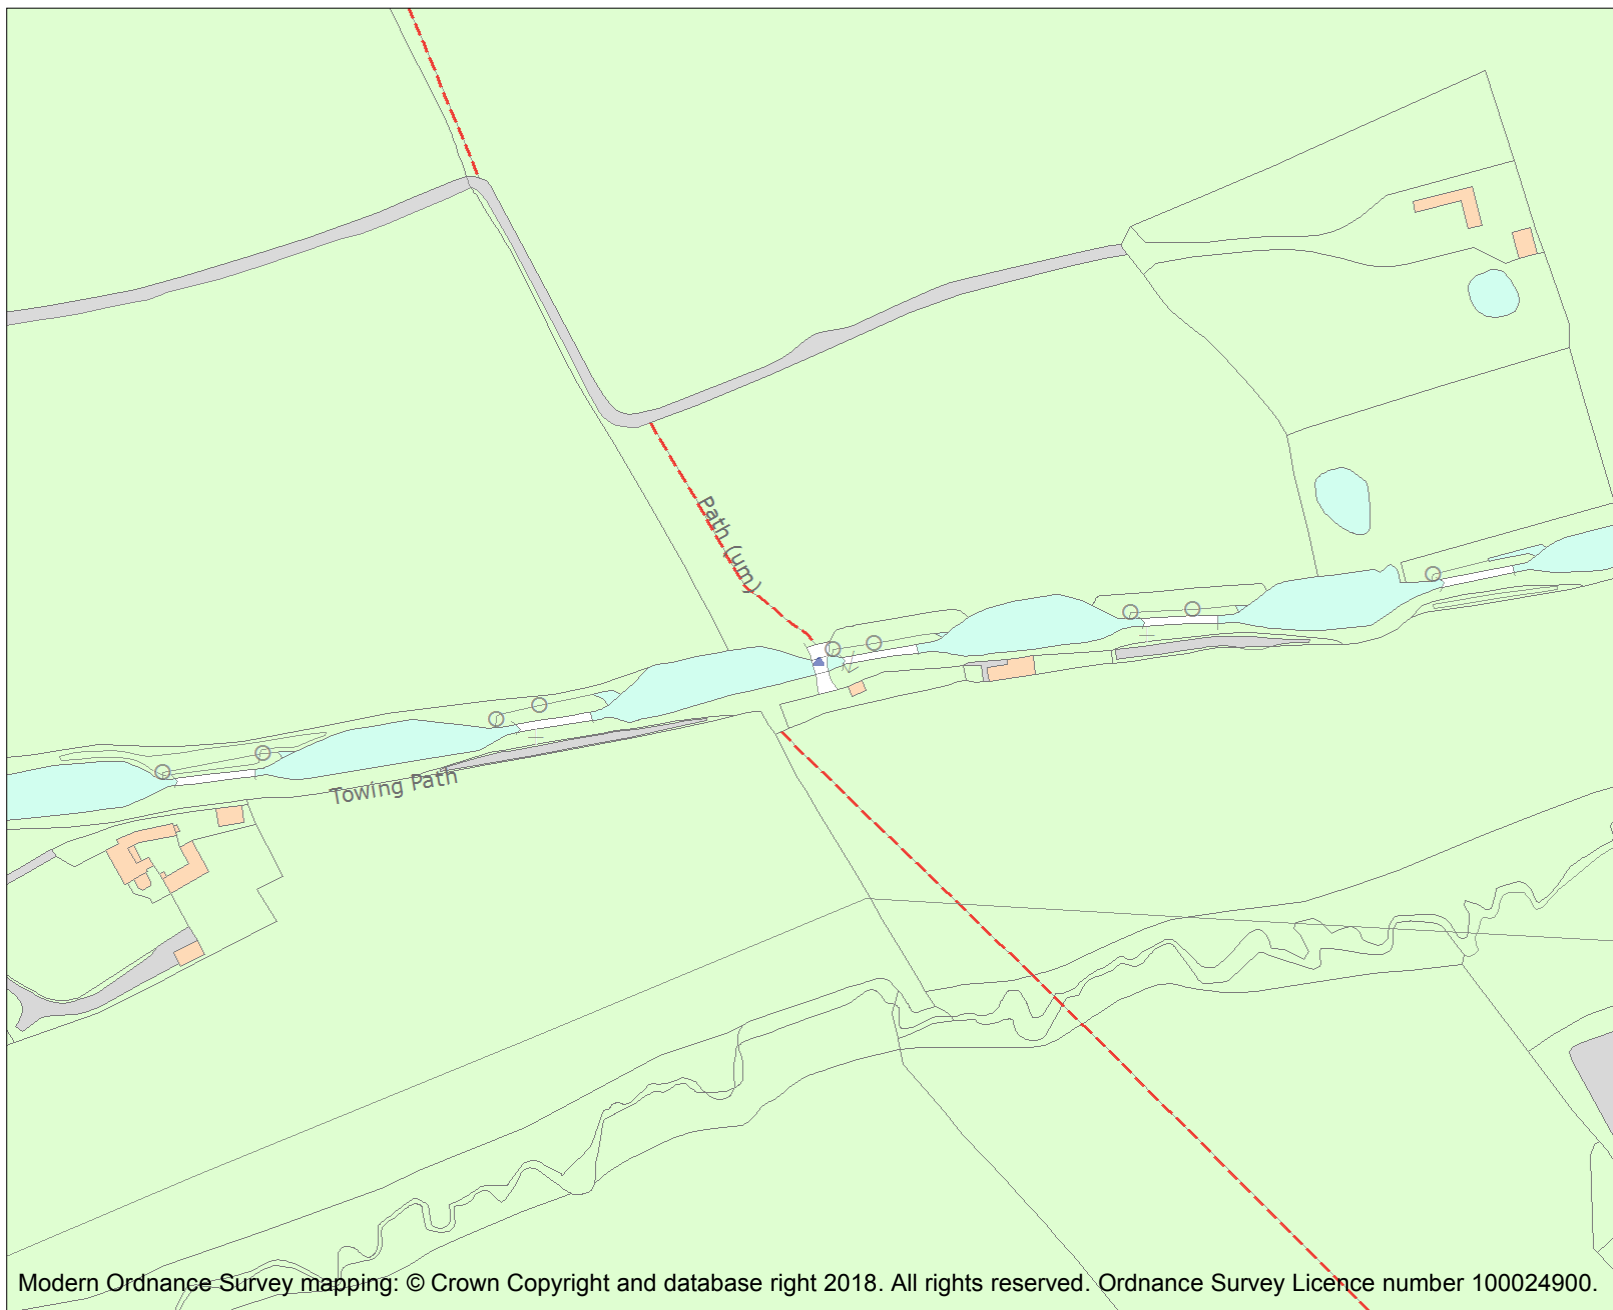 Path (um)
Towing Path
Modern Ordnance Survey mapping: © Crown Copyright and database right 2018. All rights reserved. Ordnance Survey Licence number 100024900.